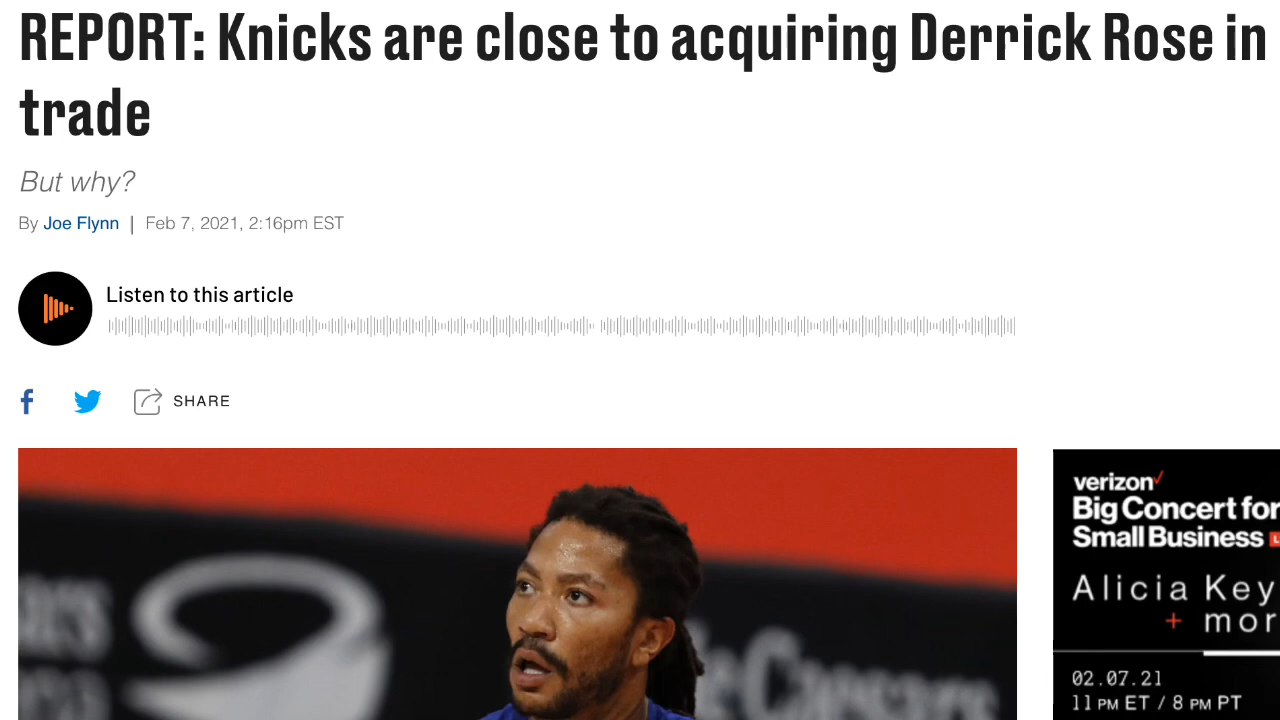 REPORT: Knicks are close to acquiring Derrick Rose in
trade
But why?
By Joe Flynn | Feb 7, 2021, 2:16pm EST
Listen to this article
SHARE
verizon
Big Concert for
Small Business
Alicia Key
+ mor
02.07.21
11 PM ET / 8 PM PT